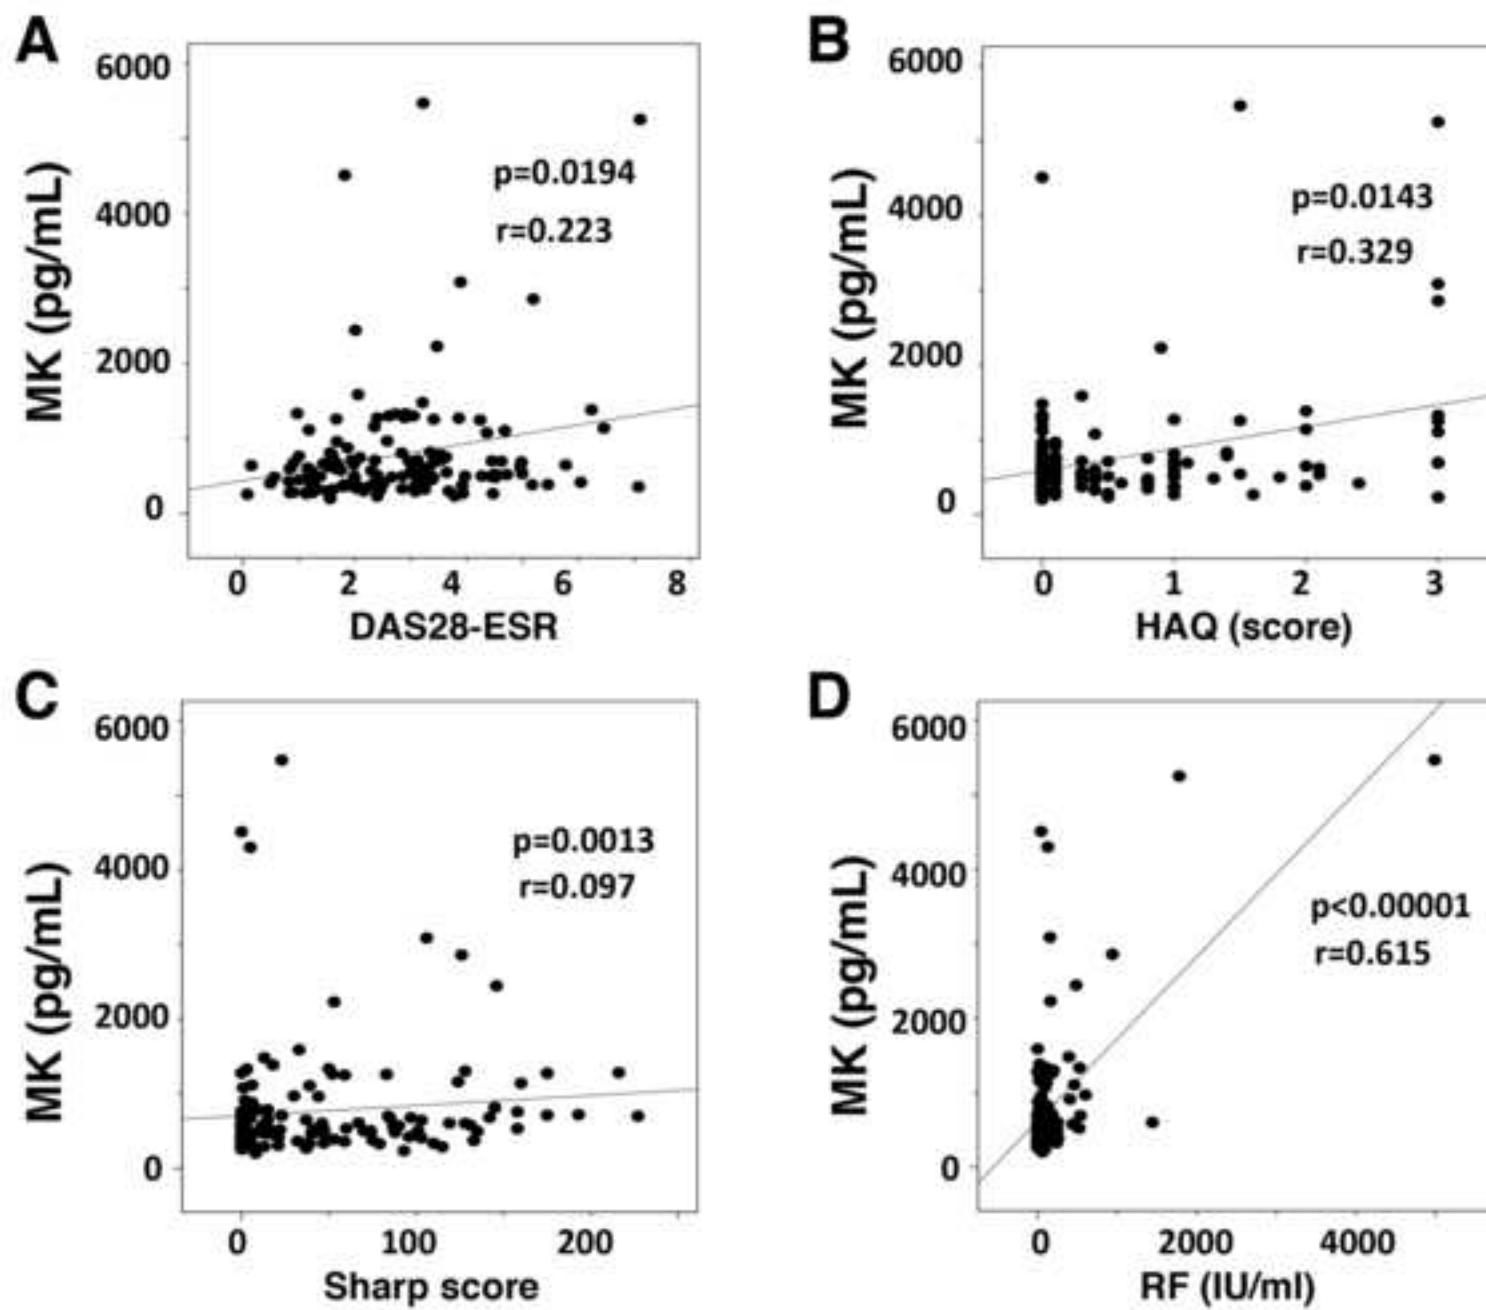 A
6000
4000
2000
0
MK (pg/mL)
p=0.0194
r=0.223
0 2 4 6 8
DAS28-ESR
B
6000
4000
2000
0
MK (pg/mL)
p=0.0143
r=0.329
0 1 2 3
HAQ (score)
C
6000
4000
2000
0
MK (pg/mL)
p=0.0013
r=0.097
0 100 200
Sharp score
D
6000
4000
2000
0
MK (pg/mL)
p<0.00001
r=0.615
0 2000 4000
RF (IU/ml)